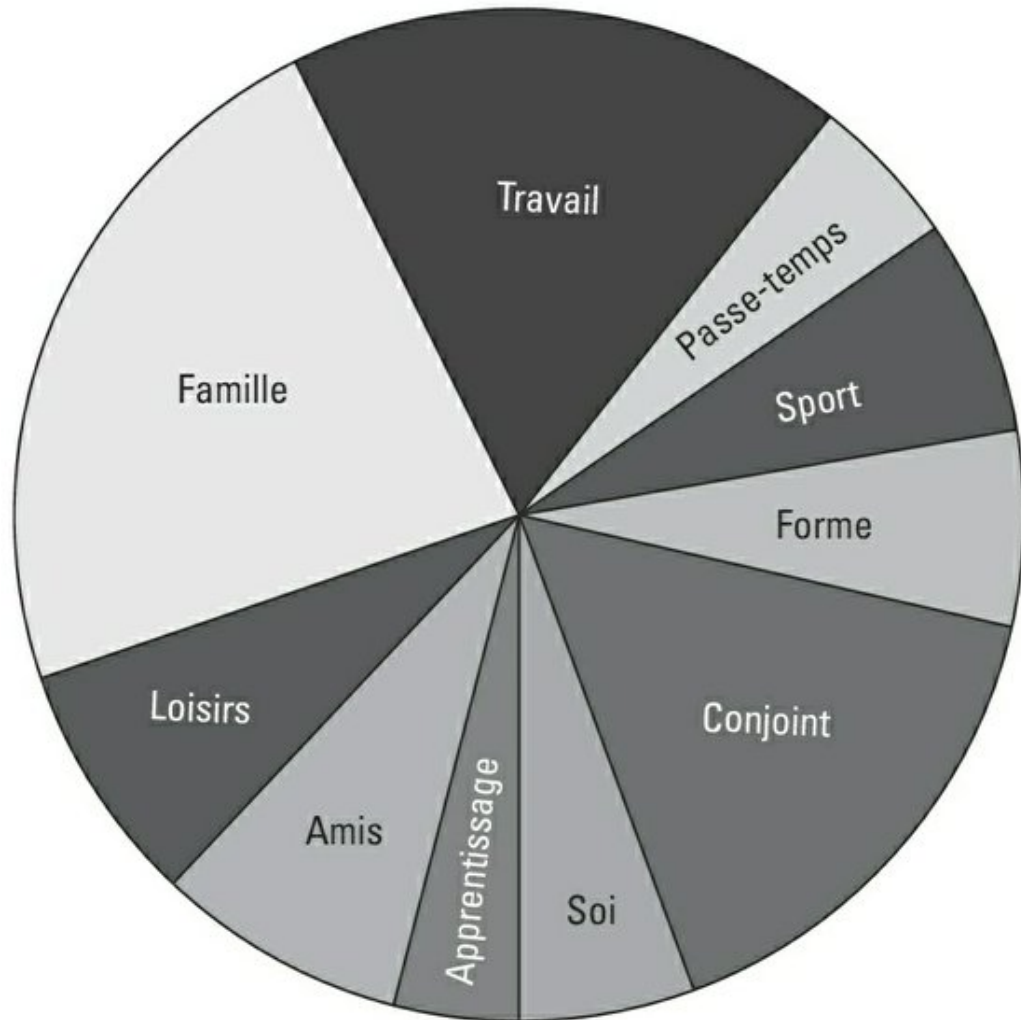 Travail
Passe-temps
Sport
Forme
Conjoint
Soi
Apprentissage
Amis
Loisirs
Famille